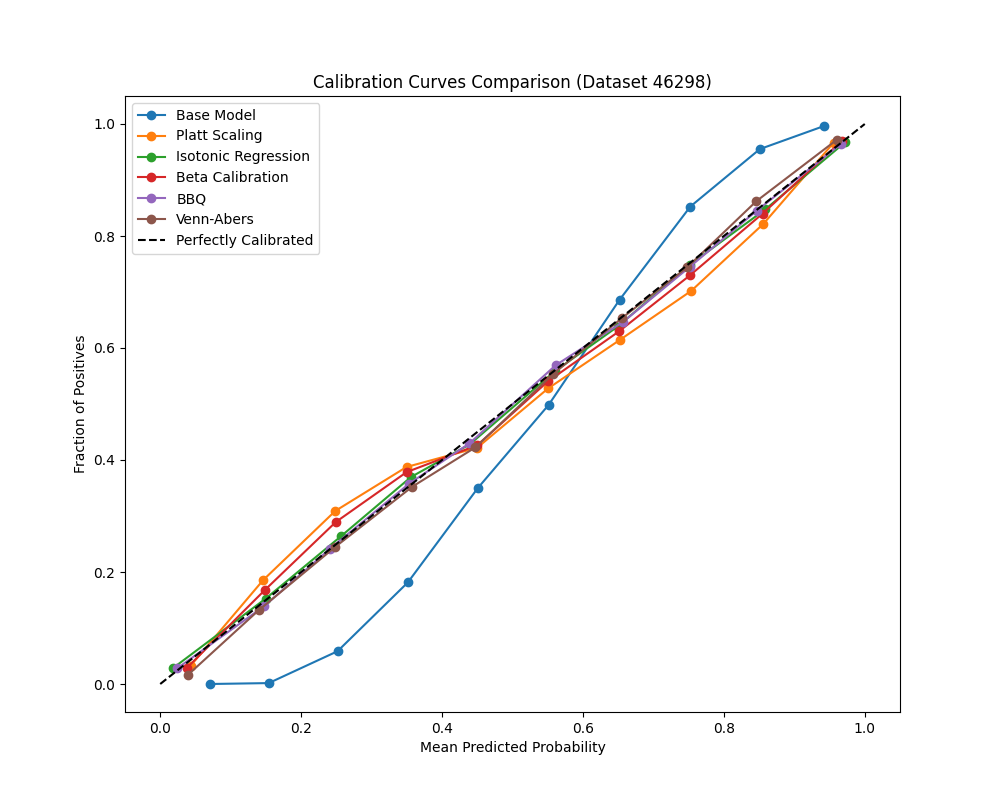 Calibration Curves Comparison (Dataset 46298)
Base Model
Platt Scaling
Isotonic Regression
Beta Calibration
BBQ
Venn-Abers
Perfectly Calibrated
Fraction of Positives
1.0
0.8
0.6
0.4
0.2
0.0
0.0 0.2 0.4 0.6 0.8 1.0
Mean Predicted Probability